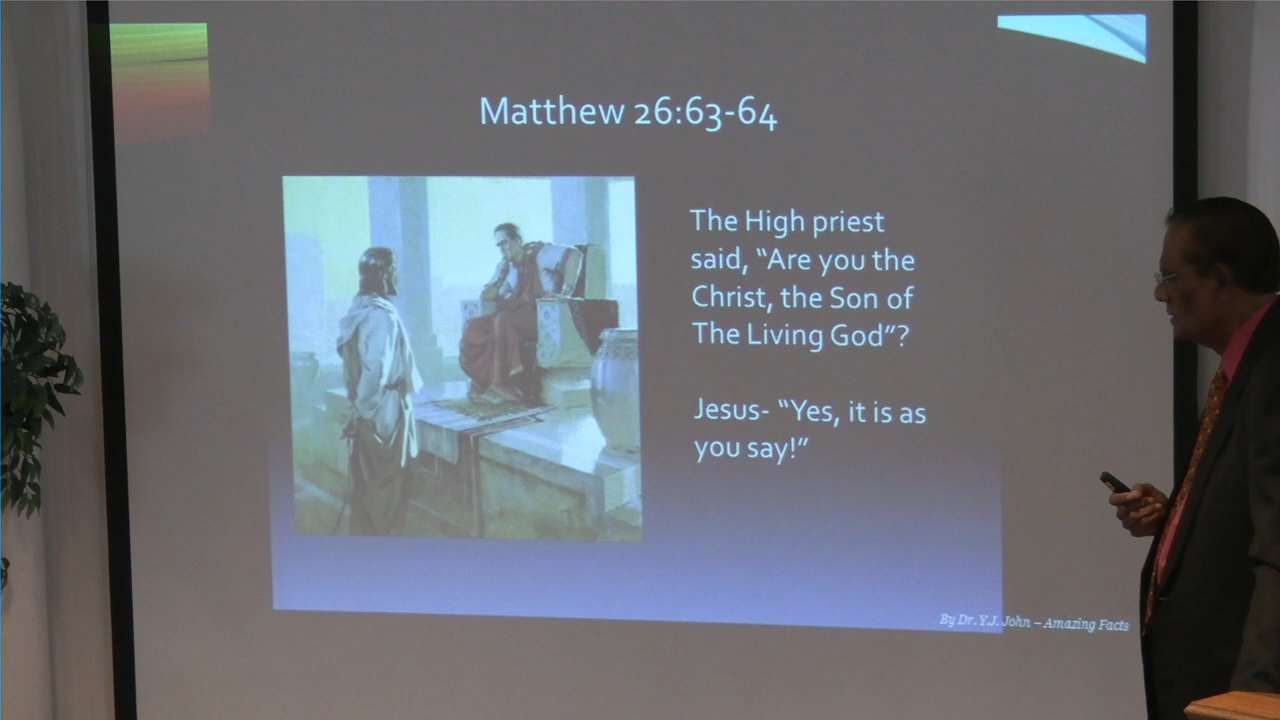 Matthew 26:63-64
The High priest
said, “Are you the
Christ, the Son of
The Living God”?
Jesus- “Yes, it is as
you say!”
By Dr.Y.J. John – Amazing Facts